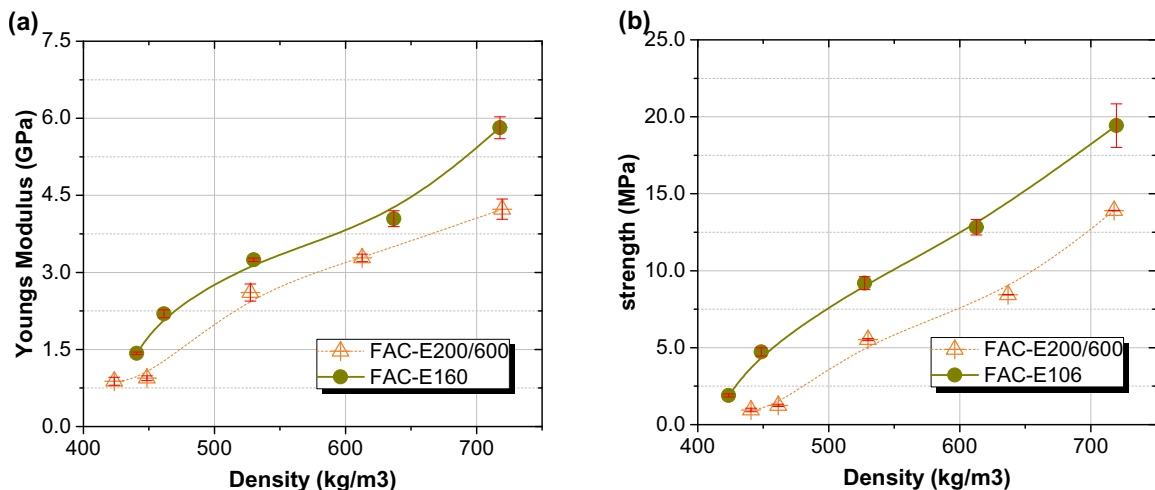 (a)
7.5
6.0
4.5
3.0
1.5
0.0
Youngs Modulus (GPa)
400 500 600 700
Density (kg/m3)
FAC-E200/600
FAC-E160
(b)
25.0
20.0
15.0
10.0
5.0
0.0
strength (MPa)
400 500 600 700
Density (kg/m3)
FAC-E200/600
FAC-E106